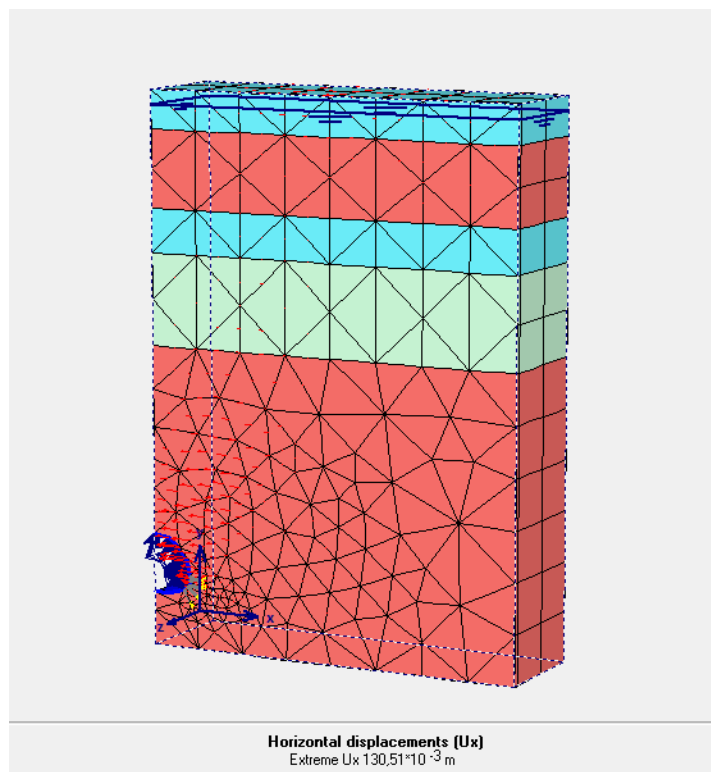 y
x
z
Horizontal displacements (Ux)
Extreme Ux 130,51*10 -3 m